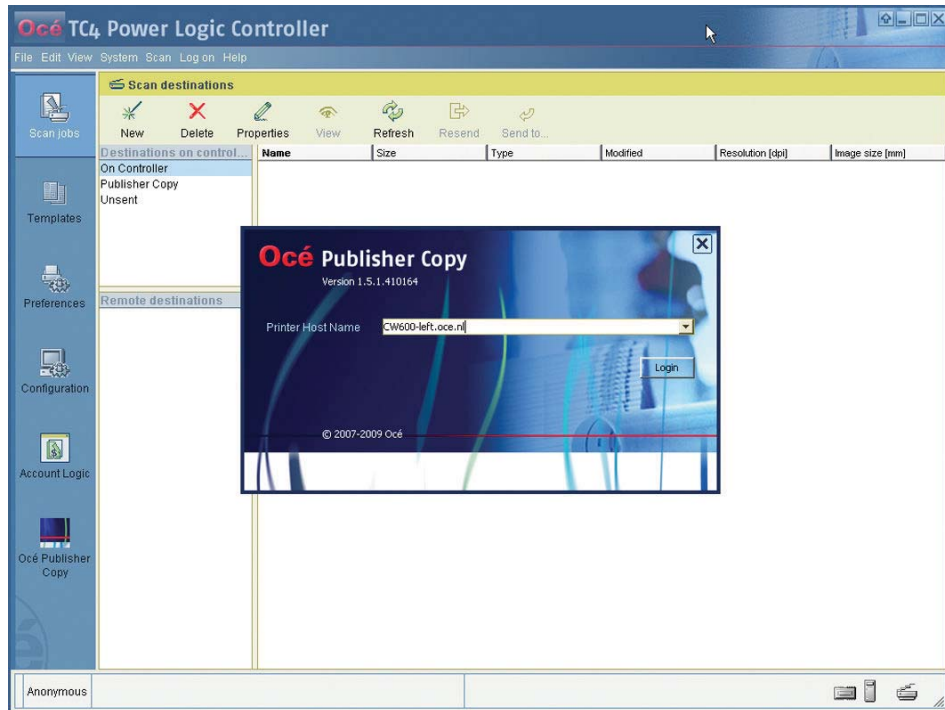 Océ TC4 Power Logic Controller
File Edit View System Scan Log on Help
Scan destinations
New Delete Properties View Refresh Resend Send to...
Destinations on control...
On Controller
Publisher Copy
Unsent
Remote destinations
Name Size Type Modified Resolution [dpi] Image size [mm]
Scan jobs
Templates
Preferences
Configuration
Account Logic
Océ Publisher
Copy
Océ Publisher Copy
Version 1.5.1.410164
Printer Host Name CW600-left.oce.nl
Login
© 2007-2009 Océ
Anonymous